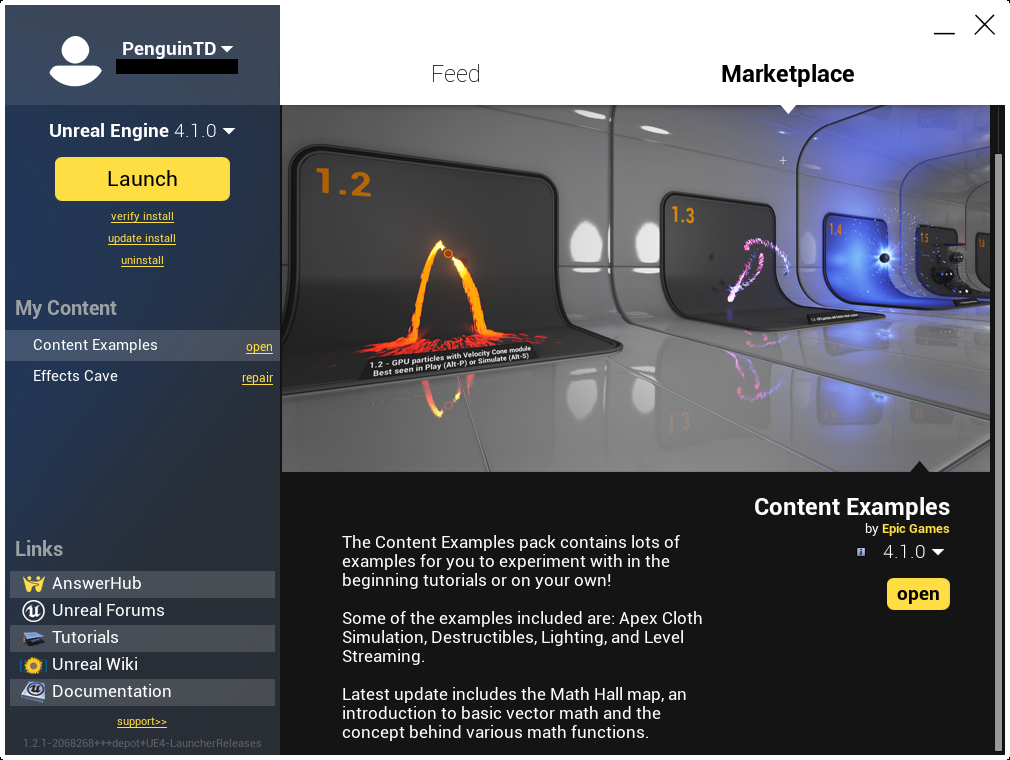 PenguinTD
Feed
Marketplace
Unreal Engine 4.1.0
Launch
verify install
update install
uninstall
My Content
Content Examples open
Effects Cave repair
Links
AnswerHub
Unreal Forums
Tutorials
Unreal Wiki
Documentation
support>>
1.2.1-2068268+++depot+UE4-LauncherReleases
1.2
1.3
1.4
1.5
1.2 - GPU particles with Velocity Cone module
Best seen in Play (Alt-P) or Simulate (Alt-S)
Content Examples
by Epic Games
4.1.0
open
The Content Examples pack contains lots of
examples for you to experiment with in the
beginning tutorials or on your own!
Some of the examples included are: Apex Cloth
Simulation, Destructibles, Lighting, and Level
Streaming.
Latest update includes the Math Hall map, an
introduction to basic vector math and the
concept behind various math functions.